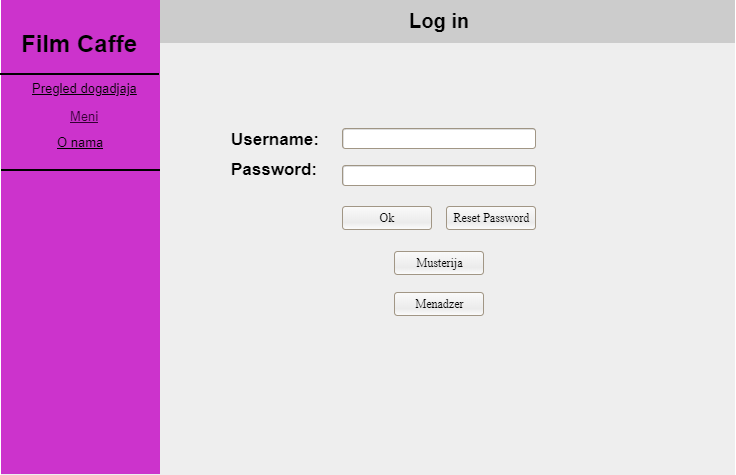 Film Caffe
Pregled dogadjaja
Meni
O nama
Log in
Username:
Password:
Ok
Reset Password
Musterija
Menadzer